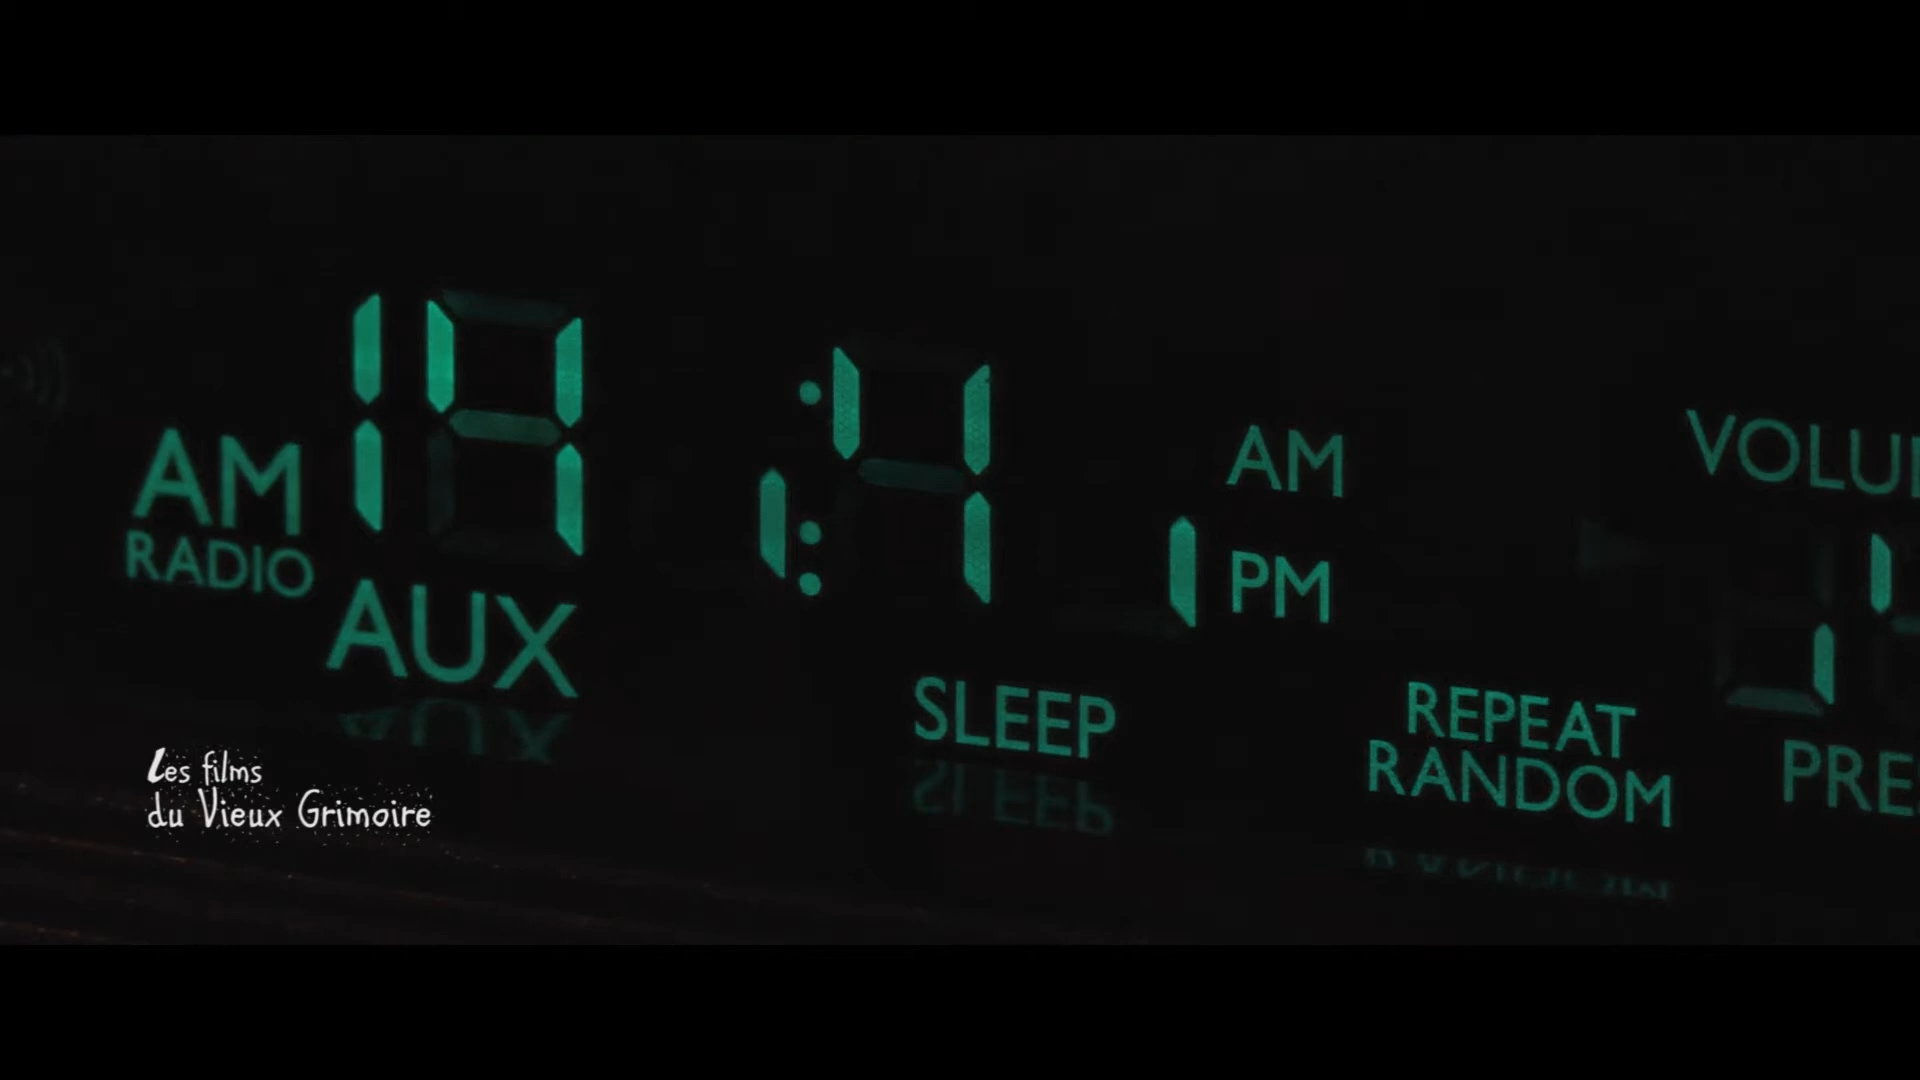 AM
RADIO
AUX
SLEEP
AM
PM
REPEAT
RANDOM
Les films
du Vieux Grimoire